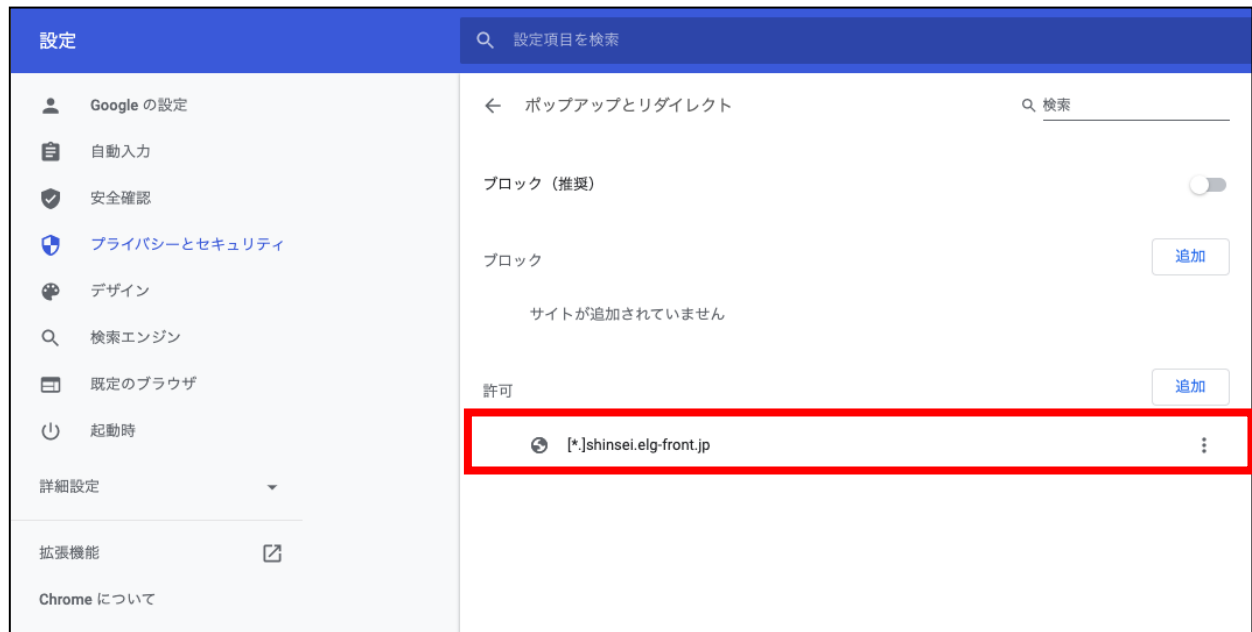 設定
設定項目を検索
Google の設定
自動入力
安全確認
プライバシーとセキュリティ
デザイン
検索エンジン
既定のブラウザ
起動時
詳細設定
拡張機能
Chrome について
ポップアップとリダイレクト
検索
ブロック（推奨）
ブロック
追加
サイトが追加されていません
許可
追加
[*.]shinsei.elg-front.jp